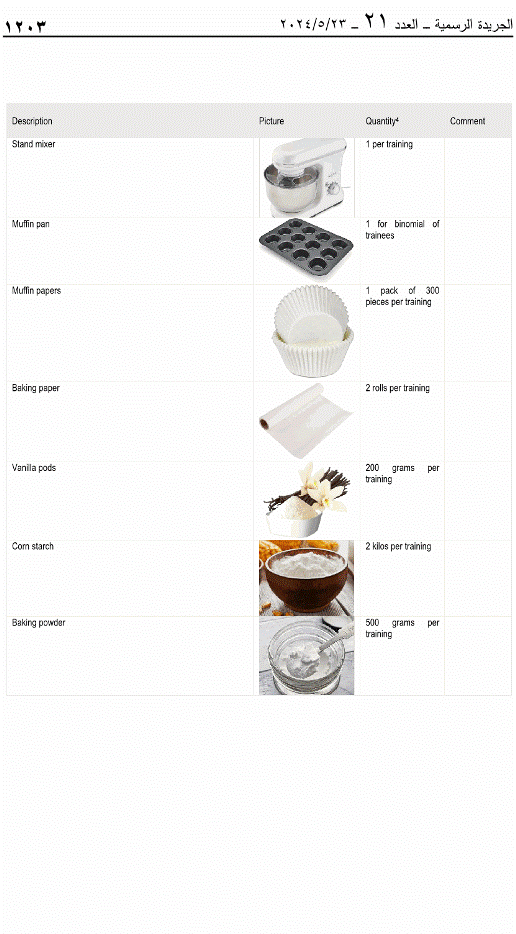 الجريدة الرسمية – العدد ٢١ – ٢٠٢٤/٥/٢٣
١٢٠٣
Description Picture Quantity⁴ Comment
Stand mixer 1 per training
Muffin pan 1 for binomial of
trainees
Muffin papers 1 pack of 300
pieces per training
Baking paper 2 rolls per training
Vanilla pods 200 grams per
training
Corn starch 2 kilos per training
Baking powder 500 grams per
training